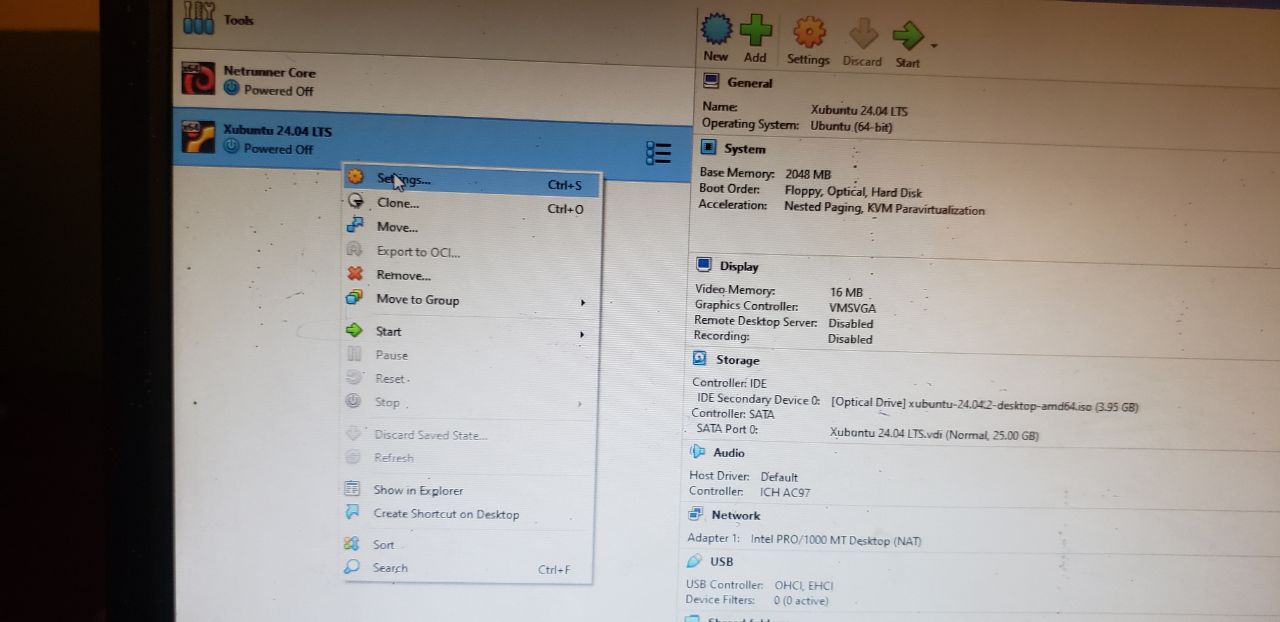 Tools
Netrunner Core
Powered Off
Xubuntu 24.04 LTS
Powered Off
Settings... Ctrl+S
Clone... Ctrl+O
Move...
Export to OCI...
Remove...
Move to Group
Start
Pause
Reset
Stop
Discard Saved State...
Refresh
Show in Explorer
Create Shortcut on Desktop
Sort
Search Ctrl+F
New Add Settings Discard Start
General
Name: Xubuntu 24.04 LTS
Operating System: Ubuntu (64-bit)
System
Base Memory: 2048 MB
Boot Order: Floppy, Optical, Hard Disk
Acceleration: Nested Paging, KVM Paravirtualization
Display
Video Memory: 16 MB
Graphics Controller: VMSVGA
Remote Desktop Server: Disabled
Recording: Disabled
Storage
Controller: IDE
IDE Secondary Device 0: [Optical Drive] xubuntu-24.04.2-desktop-amd64.iso (3.95 GB)
Controller: SATA
SATA Port 0: Xubuntu 24.04 LTS.vdi (Normal, 25.00 GB)
Audio
Host Driver: Default
Controller: ICH AC97
Network
Adapter 1: Intel PRO/1000 MT Desktop (NAT)
USB
USB Controller: OHCI, EHCI
Device Filters: 0 (0 active)